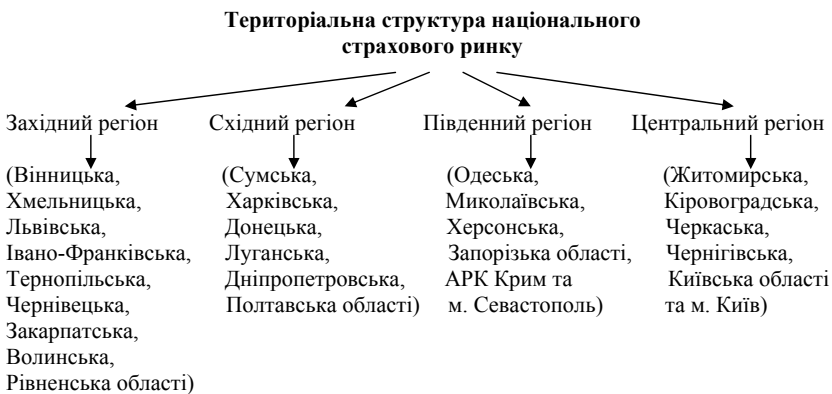 Територіальна структура національного
страхового ринку
Західний регіон
(Вінницька,
Хмельницька,
Львівська,
Івано-Франківська,
Тернопільська,
Чернівецька,
Закарпатська,
Волинська,
Рівненська області)
Східний регіон
(Сумська,
Харківська,
Донецька,
Луганська,
Дніпропетровська,
Полтавська області)
Південний регіон
(Одеська,
Миколаївська,
Херсонська,
Запорізька області,
АРК Крим та
м. Севастополь)
Центральний регіон
(Житомирська,
Кіровоградська,
Черкаська,
Чернігівська,
Київська області
та м. Київ)